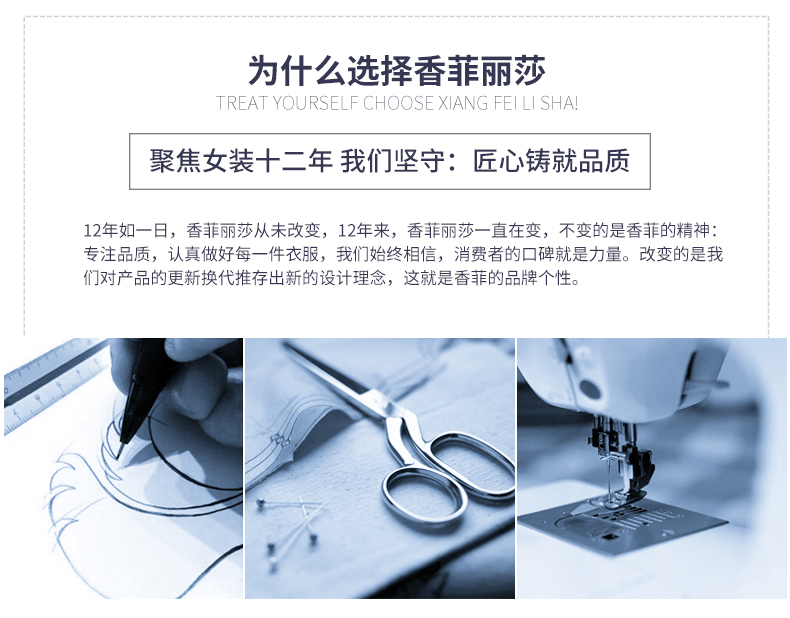 为什么选择香菲丽莎
TREAT YOURSELF CHOOSE XIANG FEI LI SHA!
聚焦女装十二年 我们坚守：匠心铸就品质
12年如一日，香菲丽莎从未改变，12年来，香菲丽莎一直在变，不变的是香菲的精神：
专注品质，认真做好每一件衣服，我们始终相信，消费者的口碑就是力量。改变的是我
们对产品的更新换代推存出新的设计理念，这就是香菲的品牌个性。